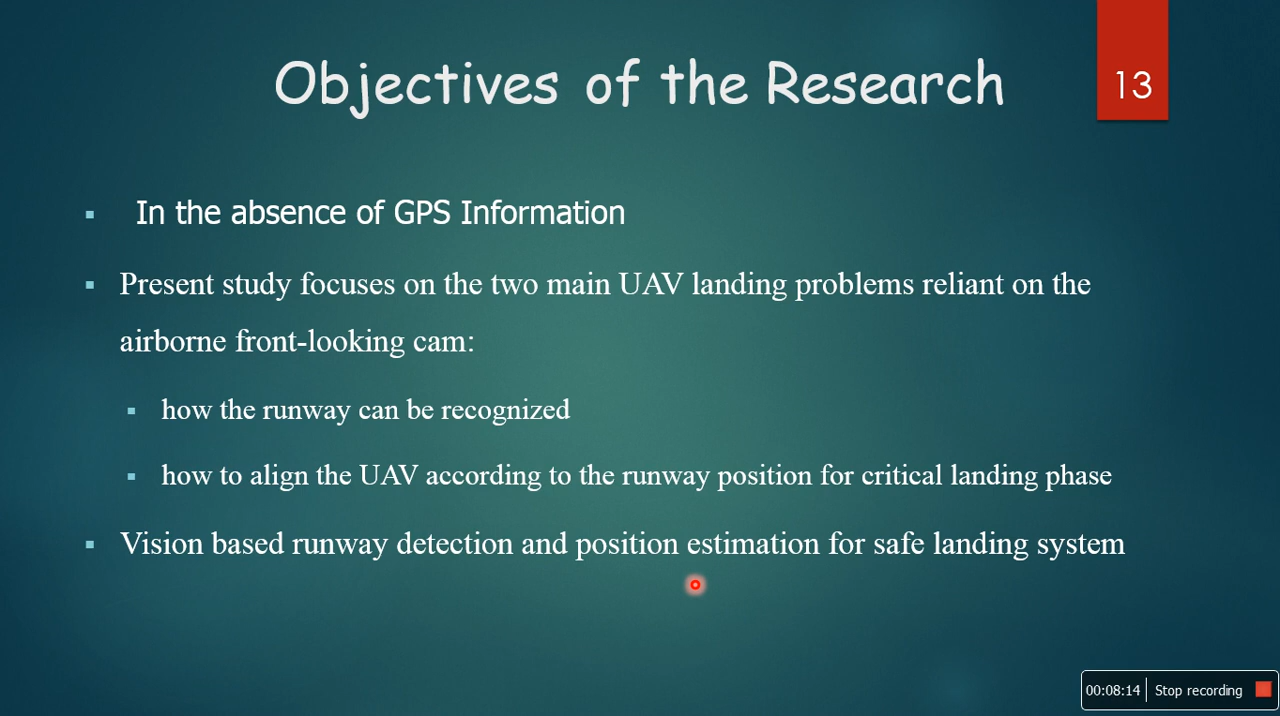 Objectives of the Research
13
In the absence of GPS Information
Present study focuses on the two main UAV landing problems reliant on the
airborne front-looking cam:
how the runway can be recognized
how to align the UAV according to the runway position for critical landing phase
Vision based runway detection and position estimation for safe landing system
00:08:14 Stop recording